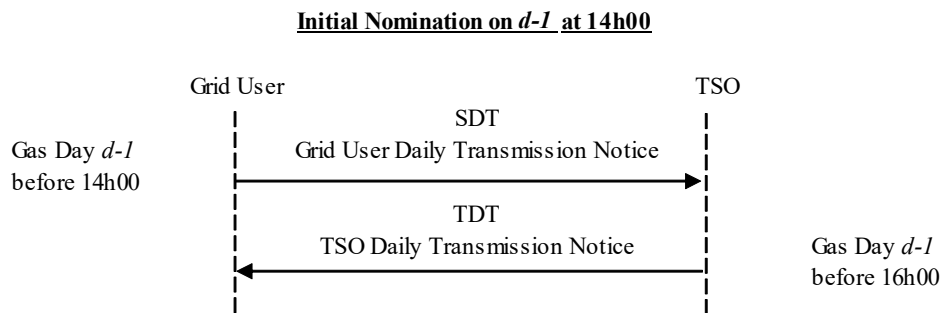 Initial Nomination on d-1 at 14h00
Grid User
TSO
SDT
Gas Day d-1
Grid User Daily Transmission Notice
before 14h00
TDT
TSO Daily Transmission Notice
Gas Day d-1
before 16h00